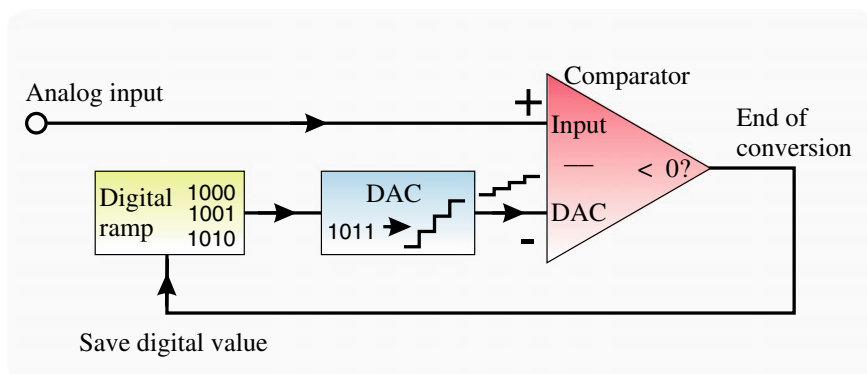 Analog input
Comparator
+
Input
—
< 0?
DAC
-
End of
conversion
Digital
ramp
1000
1001
1010
DAC
1011
Save digital value